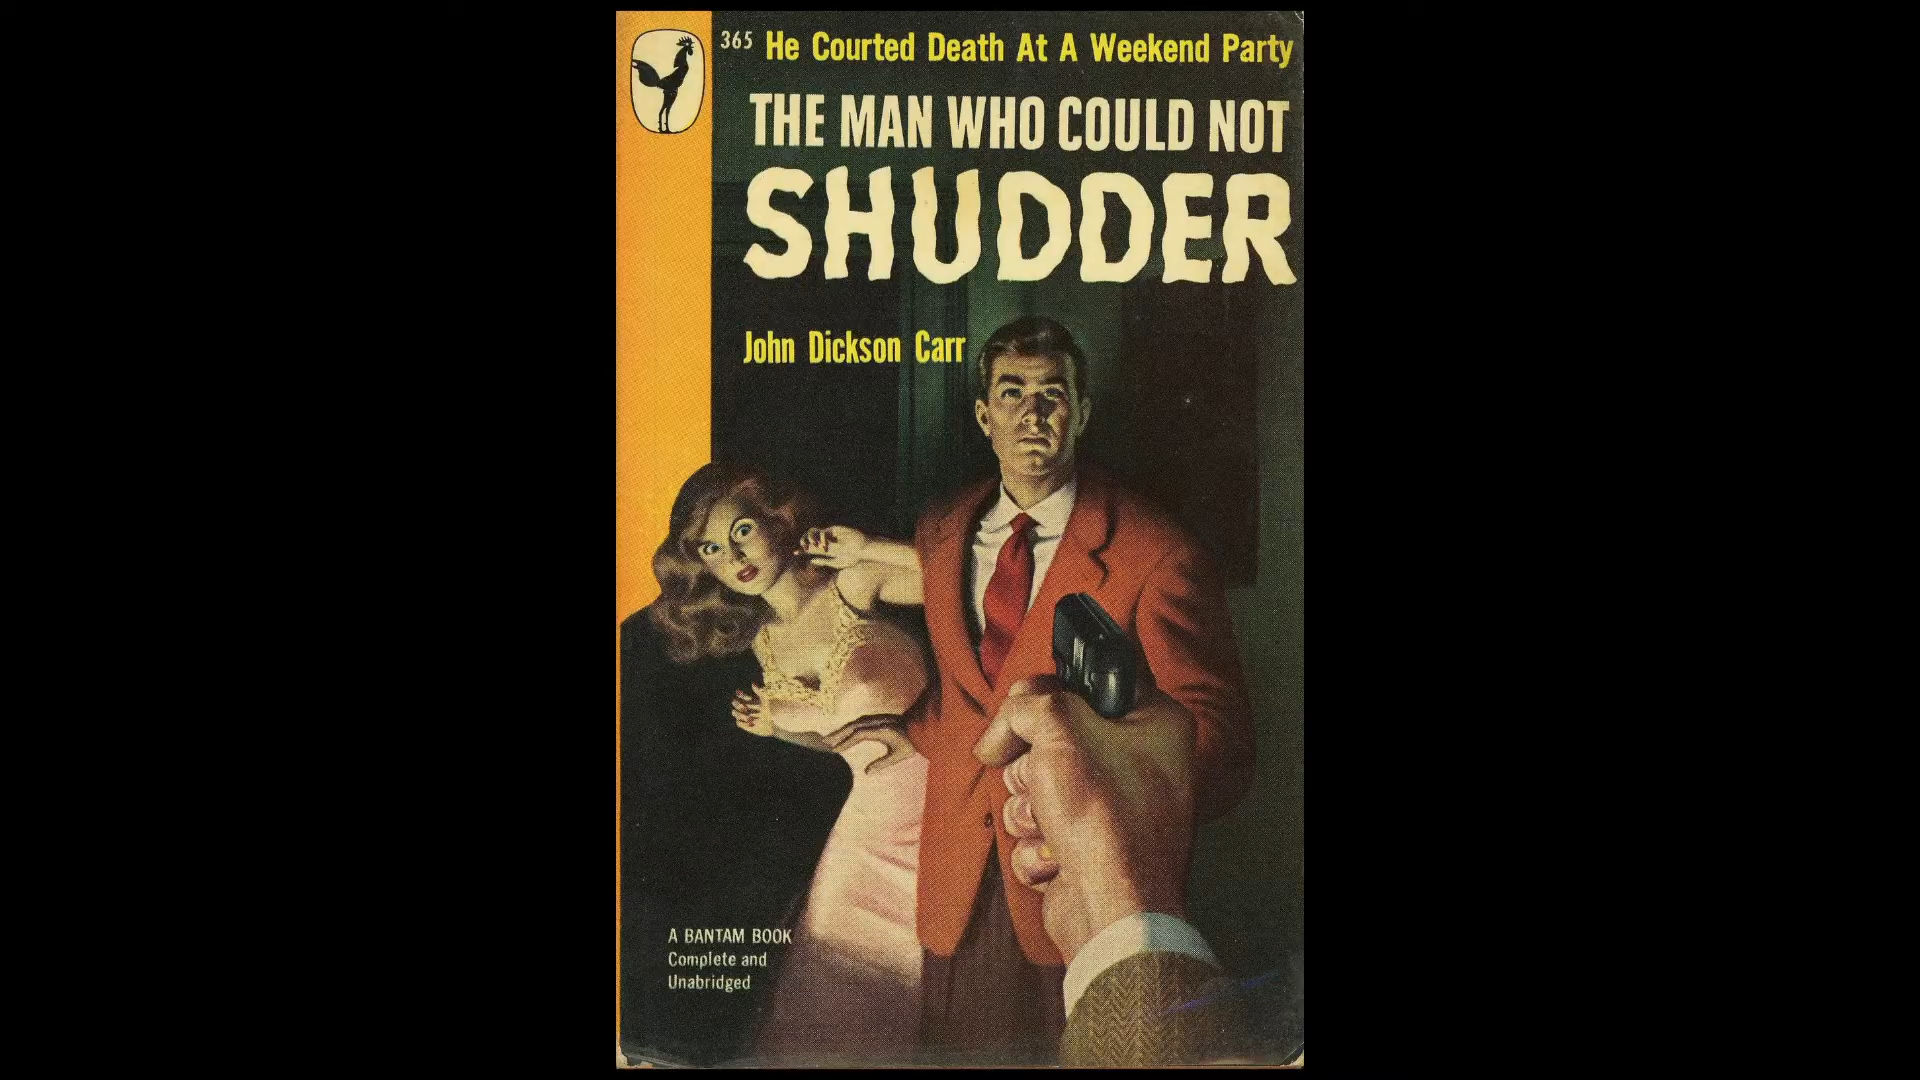 365 He Courted Death At A Weekend Party
THE MAN WHO COULD NOT
SHUDDER
John Dickson Carr
A BANTAM BOOK
Complete and
Unabridged